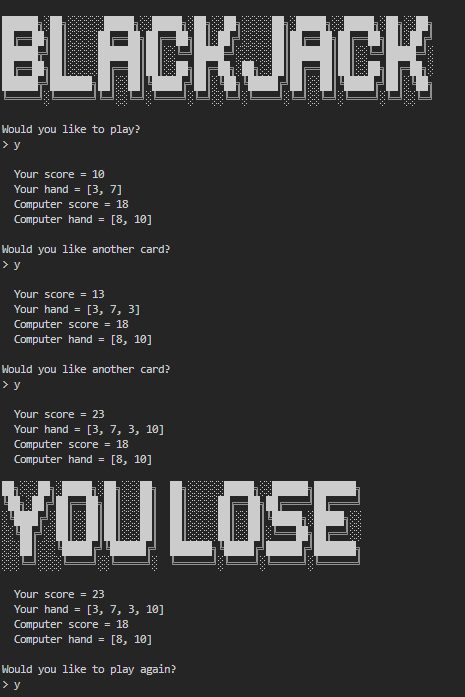 BLACKJACK
Would you like to play?
> y
Your score = 10
Your hand = [3, 7]
Computer score = 18
Computer hand = [8, 10]
Would you like another card?
> y
Your score = 13
Your hand = [3, 7, 3]
Computer score = 18
Computer hand = [8, 10]
Would you like another card?
> y
Your score = 23
Your hand = [3, 7, 3, 10]
Computer score = 18
Computer hand = [8, 10]
YOU LOSE
Your score = 23
Your hand = [3, 7, 3, 10]
Computer score = 18
Computer hand = [8, 10]
Would you like to play again?
> y